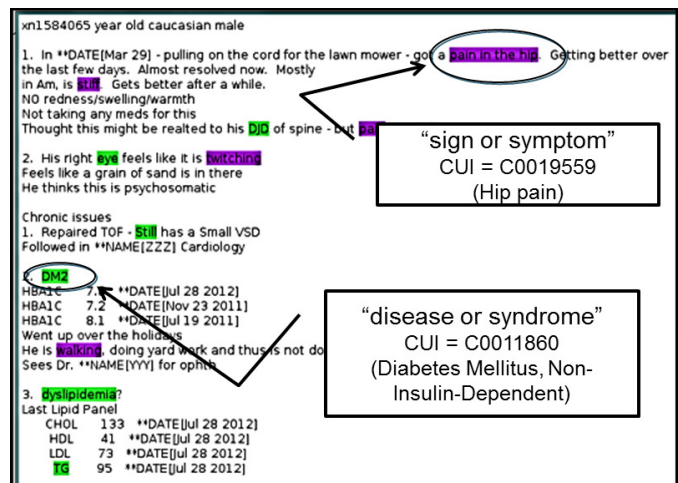 xn1584065 year old caucasian male
1. In **DATE[Mar 29] - pulling on the cord for the lawn mower - got a pain in the hip. Getting better over
the last few days. Almost resolved now. Mostly
in Am, is stiff. Gets better after a while.
NO redness/swelling/warmth
Not taking any meds for this
Thought this might be realted to his DJD of spine - but
"sign or symptom"
CUI = C0019559
(Hip pain)
2. His right eye feels like it is twitching
Feels like a grain of sand is in there
He thinks this is psychosomatic
Chronic issues
1. Repaired TOF - Still has a Small VSD
Followed in **NAME[ZZZ] Cardiology
2. DM2
HBA1C 7. **DATE[Jul 28 2012]
HBA1C 7.2 **DATE[Nov 23 2011]
HBA1C 8.1 **DATE[Jul 19 2011]
Went up over the holidays
He is walking, doing yard work and thus is not do
Sees Dr. **NAME[YYY] for ophth
"disease or syndrome"
CUI = C0011860
(Diabetes Mellitus, Non-
Insulin-Dependent)
3. dyslipidemia?
Last Lipid Panel
CHOL 133 **DATE[Jul 28 2012]
HDL 41 **DATE[Jul 28 2012]
LDL 73 **DATE[Jul 28 2012]
TG 95 **DATE[Jul 28 2012]